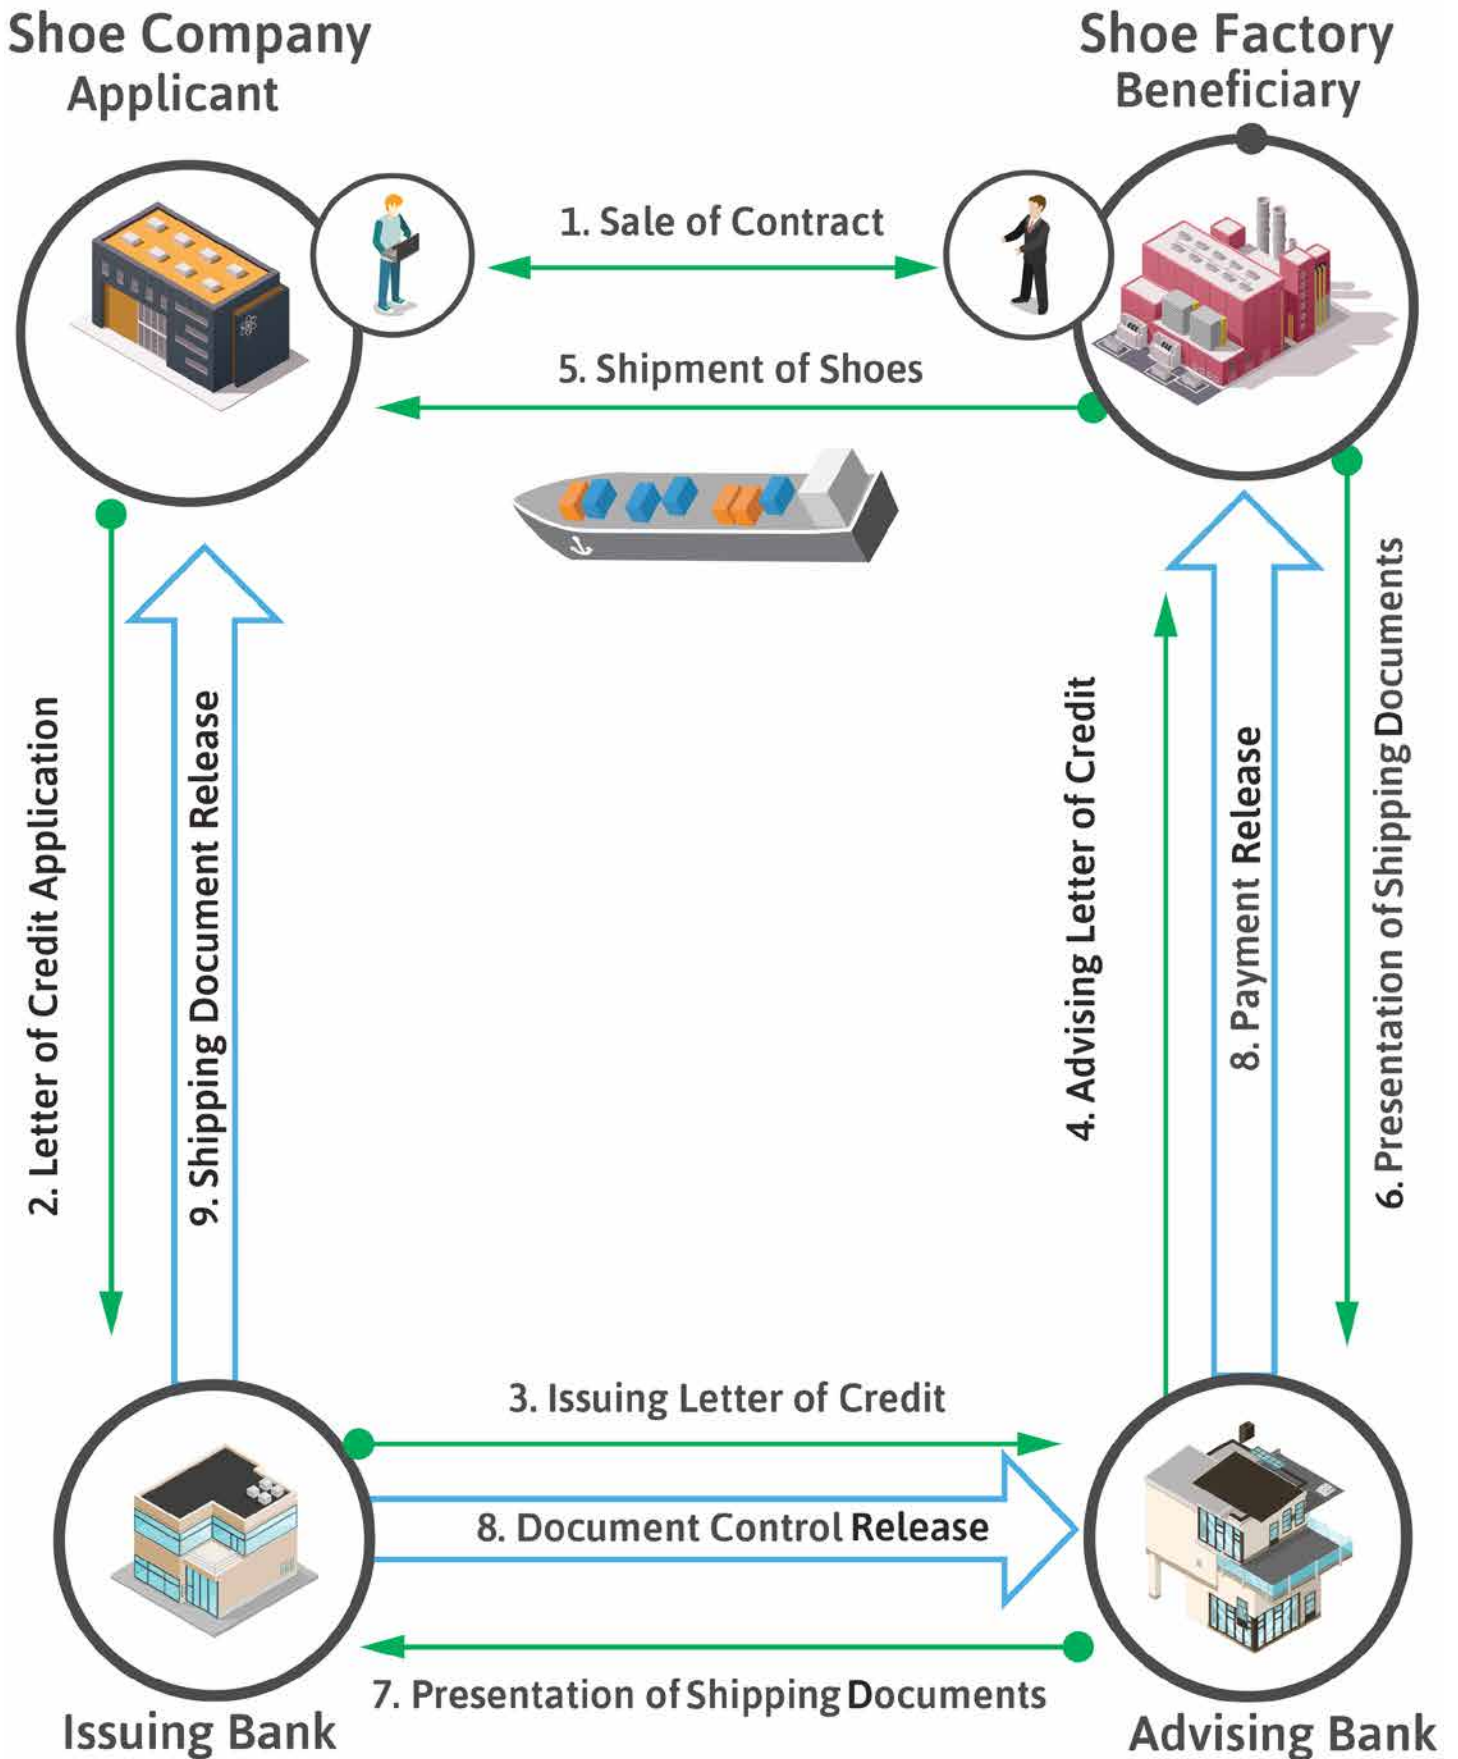 Shoe Company
Applicant
Shoe Factory
Beneficiary
1. Sale of Contract
5. Shipment of Shoes
2. Letter of Credit Application
9. Shipping Document Release
4. Advising Letter of Credit
8. Payment Release
6. Presentation of Shipping Documents
3. Issuing Letter of Credit
8. Document Control Release
7. Presentation of Shipping Documents
Issuing Bank
Advising Bank